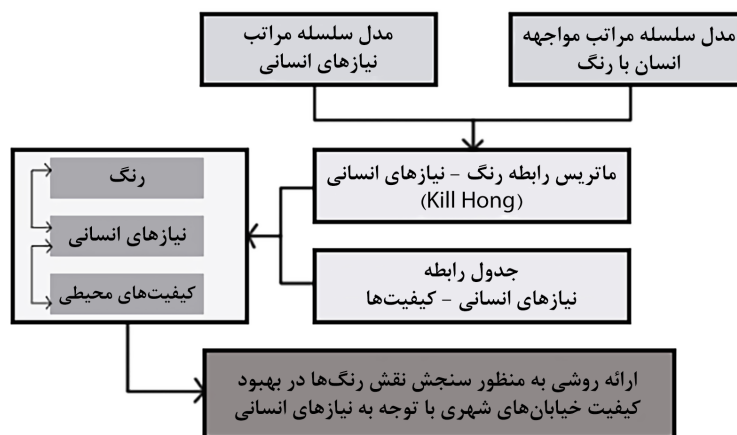 مدل سلسله مراتب مواجهه
انسان با رنگ
مدل سلسله مراتب
نیازهای انسانی
ماتریس رابطه رنگ – نیازهای انسانی
(Kill Hong)
جدول رابطه
نیازهای انسانی – کیفیت‌ها
رنگ
نیازهای انسانی
کیفیت‌های محیطی
ارائه روشی به منظور سنجش نقش رنگ‌ها در بهبود
کیفیت خیابان‌های شهری با توجه به نیازهای انسانی